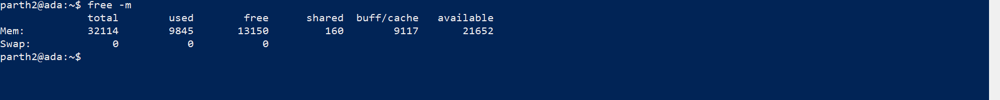 parth2@ada:~$ free -m
total used free shared buff/cache available
Mem: 32114 9845 13150 160 9117 21652
Swap: 0 0 0
parth2@ada:~$